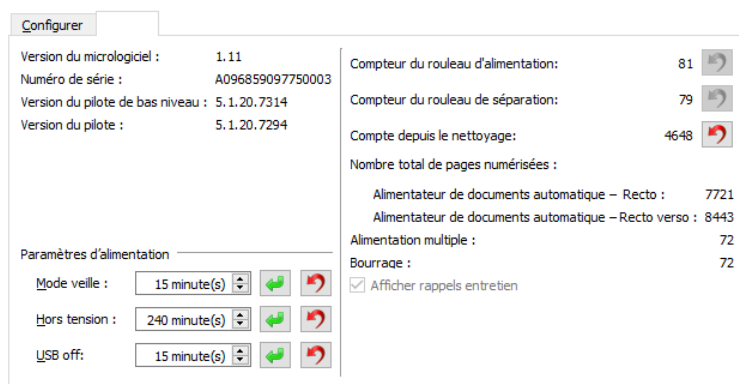 Configurer
Version du micrologiciel : 1.11
Numéro de série : A096859097750003
Version du pilote de bas niveau : 5.1.20.7314
Version du pilote : 5.1.20.7294
Paramètres d'alimentation
Mode veille : 15 minute(s)
Hors tension : 240 minute(s)
USB off: 15 minute(s)
Compteur du rouleau d'alimentation: 81
Compteur du rouleau de séparation: 79
Compte depuis le nettoyage: 4648
Nombre total de pages numérisées :
Alimentateur de documents automatique – Recto : 7721
Alimentateur de documents automatique – Recto verso : 8443
Alimentation multiple : 72
Bourrage : 72
Afficher rappels entretien